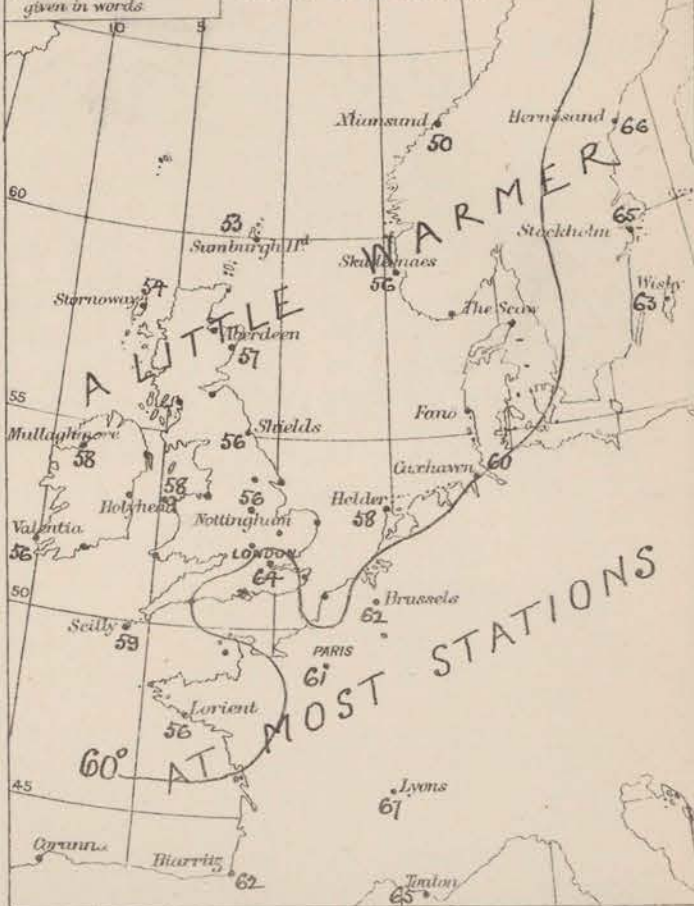 given in words
10 5
Xtiansund
50
Hernösand
66
60
53
Sumburgh Hd
Skudesnaes
56
65
Stockholm
Wisby
63
Stornoway
54
The Scaw
Aberdeen
57
A LITTLE WARMER
55
Mullaghmore
58
Shields
56
Fano
Cuxhaven
60
Holyhead
58
56
Nottingham
Helder
58
Valentia
56
LONDON
64
Brussels
62
50
Scilly
59
PARIS
61
Lorient
56
AT MOST STATIONS
60°
45
Lyons
67
Corunna
Biarritz
62
Toulon
65